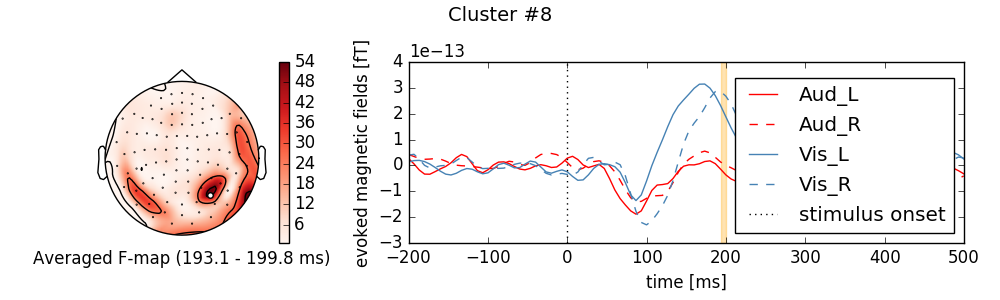 Cluster #8
54
48
42
36
30
24
18
12
6
Averaged F-map (193.1 - 199.8 ms)
evoked magnetic fields [fT]
1e−13
4
3
2
1
0
−1
−2
−3
−200
−100
0
100
200
300
400
500
time [ms]
Aud_L
Aud_R
Vis_L
Vis_R
stimulus onset